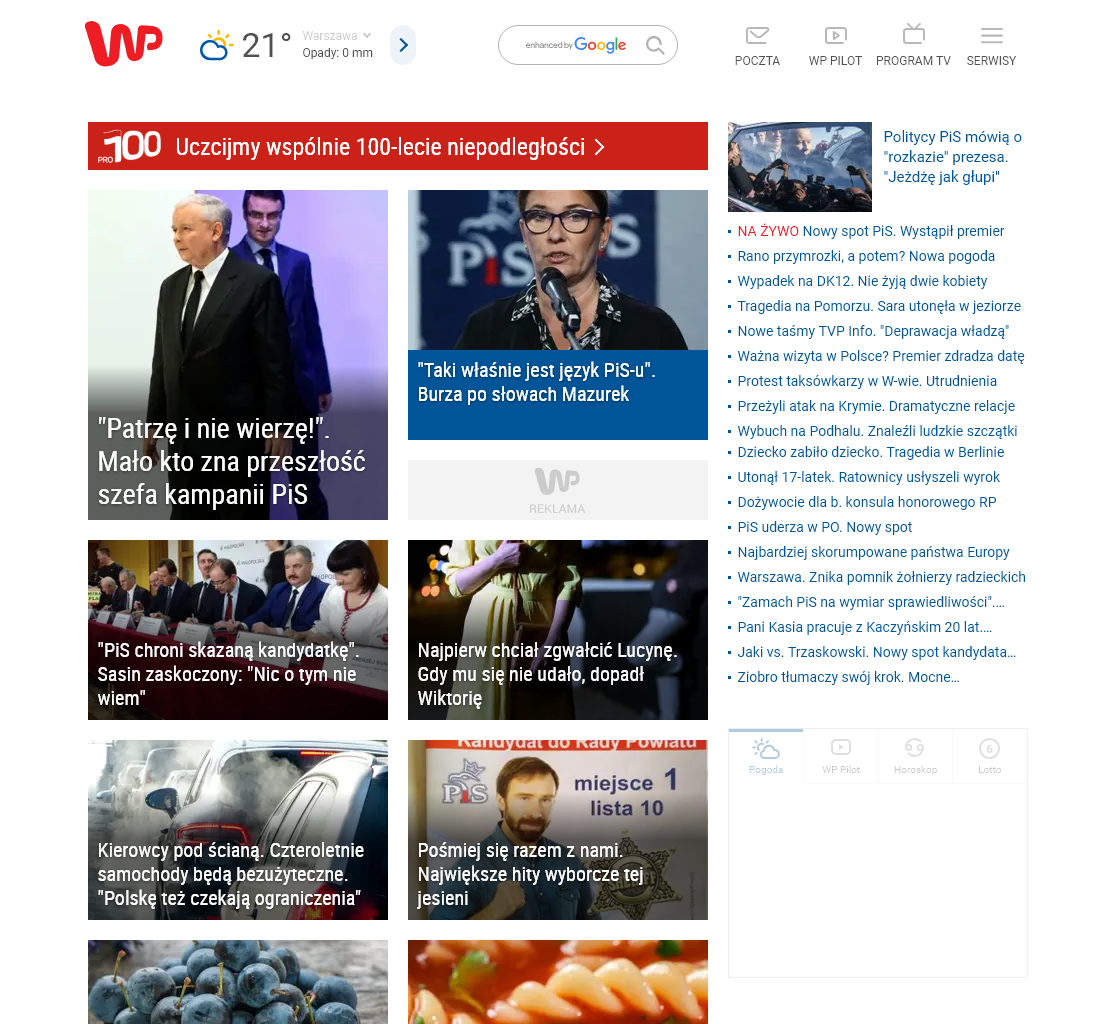 WP
21°
Warszawa
Opady: 0 mm
enhanced by Google
POCZTA
WP PILOT
PROGRAM TV
SERWISY
PRO100
Uczcijmy wspólnie 100-lecie niepodległości
"Patrzę i nie wierzę!".
Mało kto zna przeszłość
szefa kampanii PiS
PiS
"Taki właśnie jest język PiS-u".
Burza po słowach Mazurek
WP
REKLAMA
"PiS chroni skazaną kandydatkę".
Sasin zaskoczony: "Nic o tym nie
wiem"
Najpierw chciał zgwałcić Lucynę.
Gdy mu się nie udało, dopadł
Wiktorię
Kierowcy pod ścianą. Czteroletnie
samochody będą bezużyteczne.
"Polskę też czekają ograniczenia"
Kandydat do Rady Powiatu
PiS
miejsce 1
lista 10
Pośmiej się razem z nami.
Największe hity wyborcze tej
jesieni
Politycy PiS mówią o
"rozkazie" prezesa.
"Jeżdżę jak głupi"
NA ŻYWO Nowy spot PiS. Wystąpił premier
Rano przymrozki, a potem? Nowa pogoda
Wypadek na DK12. Nie żyją dwie kobiety
Tragedia na Pomorzu. Sara utonęła w jeziorze
Nowe taśmy TVP Info. "Deprawacja władzą"
Ważna wizyta w Polsce? Premier zdradza datę
Protest taksówkarzy w W-wie. Utrudnienia
Przeżyli atak na Krymie. Dramatyczne relacje
Wybuch na Podhalu. Znaleźli ludzkie szczątki
Dziecko zabiło dziecko. Tragedia w Berlinie
Utonął 17-latek. Ratownicy usłyszeli wyrok
Dożywocie dla b. konsula honorowego RP
PiS uderza w PO. Nowy spot
Najbardziej skorumpowane państwa Europy
Warszawa. Znika pomnik żołnierzy radzieckich
"Zamach PiS na wymiar sprawiedliwości"....
Pani Kasia pracuje z Kaczyńskim 20 lat....
Jaki vs. Trzaskowski. Nowy spot kandydata...
Ziobro tłumaczy swój krok. Mocne...
Pogoda
WP Pilot
Horoskop
6
Lotto